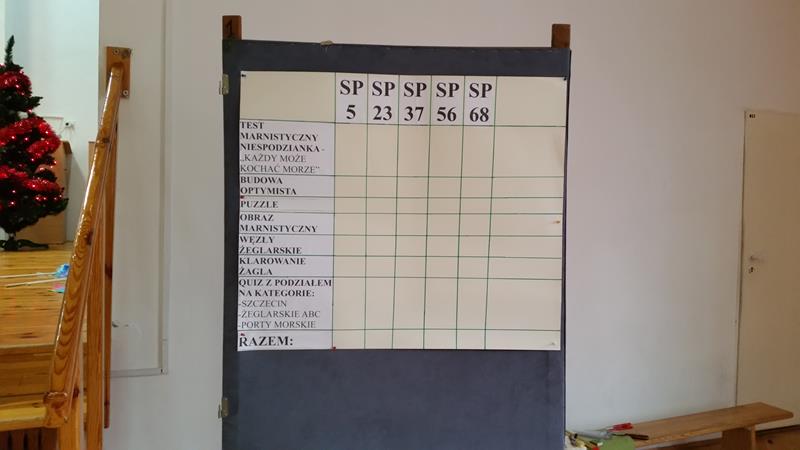 1
SP SP SP SP SP
5 23 37 56 68
TEST
MARNISTYCZNY
NIESPODZIANKA -
„KAŻDY MOŻE
KOCHAĆ MORZE”
BUDOWA
OPTYMISTA
PUZZLE
OBRAZ
MARNISTYCZNY
WĘZŁY
ŻEGLARSKIE
KLAROWANIE
ŻAGLA
QUIZ Z PODZIAŁEM
NA KATEGORIE:
-SZCZECIN
-ŻEGLARSKIE ABC
-PORTY MORSKIE
RAZEM: